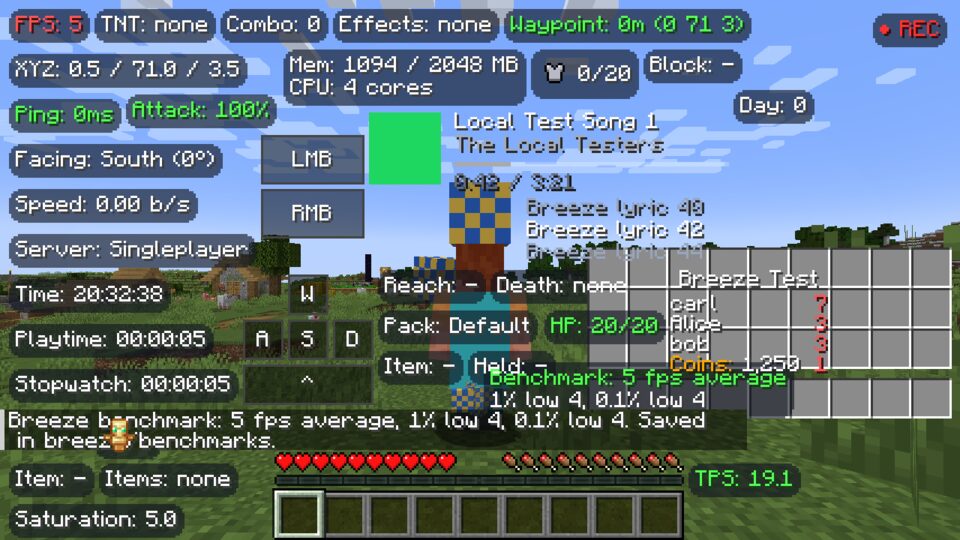 FPS: 5
TNT: none
Combo: 0
Effects: none
Waypoint: 0m (0 71 3)
REC
XYZ: 0.5 / 71.0 / 3.5
Mem: 1094 / 2048 MB
CPU: 4 cores
0/20
Block: -
Day: 0
Ping: 0ms
Attack: 100%
Local Test Song 1
The Local Testers
0:42 / 3:21
Facing: South (0°)
LMB
Speed: 0.00 b/s
RMB
Breeze lyric 40
Breeze lyric 42
Breeze lyric 44
Server: Singleplayer
Breeze Test
carl 7
Alice 3
bob 3
Coins: 1,250 1
Time: 20:32:38
W
Reach: -
Death: none
Playtime: 00:00:05
A
S
D
Pack: Default
HP: 20/20
Item: -
Held: -
Stopwatch: 00:00:05
^
Benchmark: 5 fps average
1% low 4, 0.1% low 4
Breeze benchmark: 5 fps average, 1% low 4, 0.1% low 4. Saved
in breeze benchmarks.
Item: -
Items: none
TPS: 19.1
Saturation: 5.0